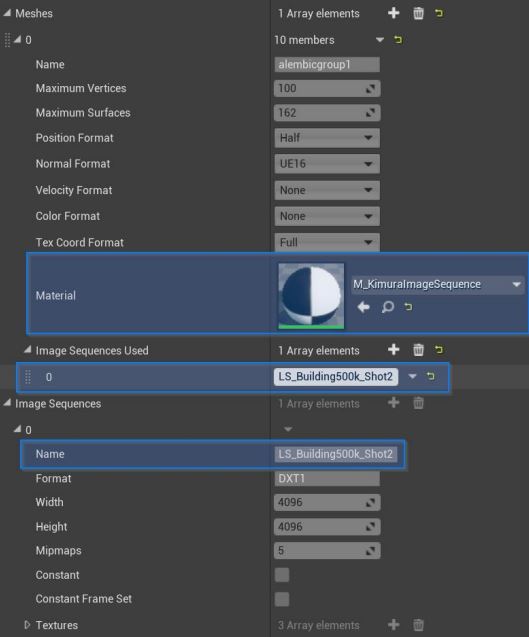 Meshes 1 Array elements
0 10 members
Name alembicgroup1
Maximum Vertices 100
Maximum Surfaces 162
Position Format Half
Normal Format UE16
Velocity Format None
Color Format None
Tex Coord Format Full
Material M_KimuraImageSequence
Image Sequences Used 1 Array elements
0 LS_Building500k_Shot2
Image Sequences 1 Array elements
0
Name LS_Building500k_Shot2
Format DXT1
Width 4096
Height 4096
Mipmaps 5
Constant
Constant Frame Set
Textures 3 Array elements